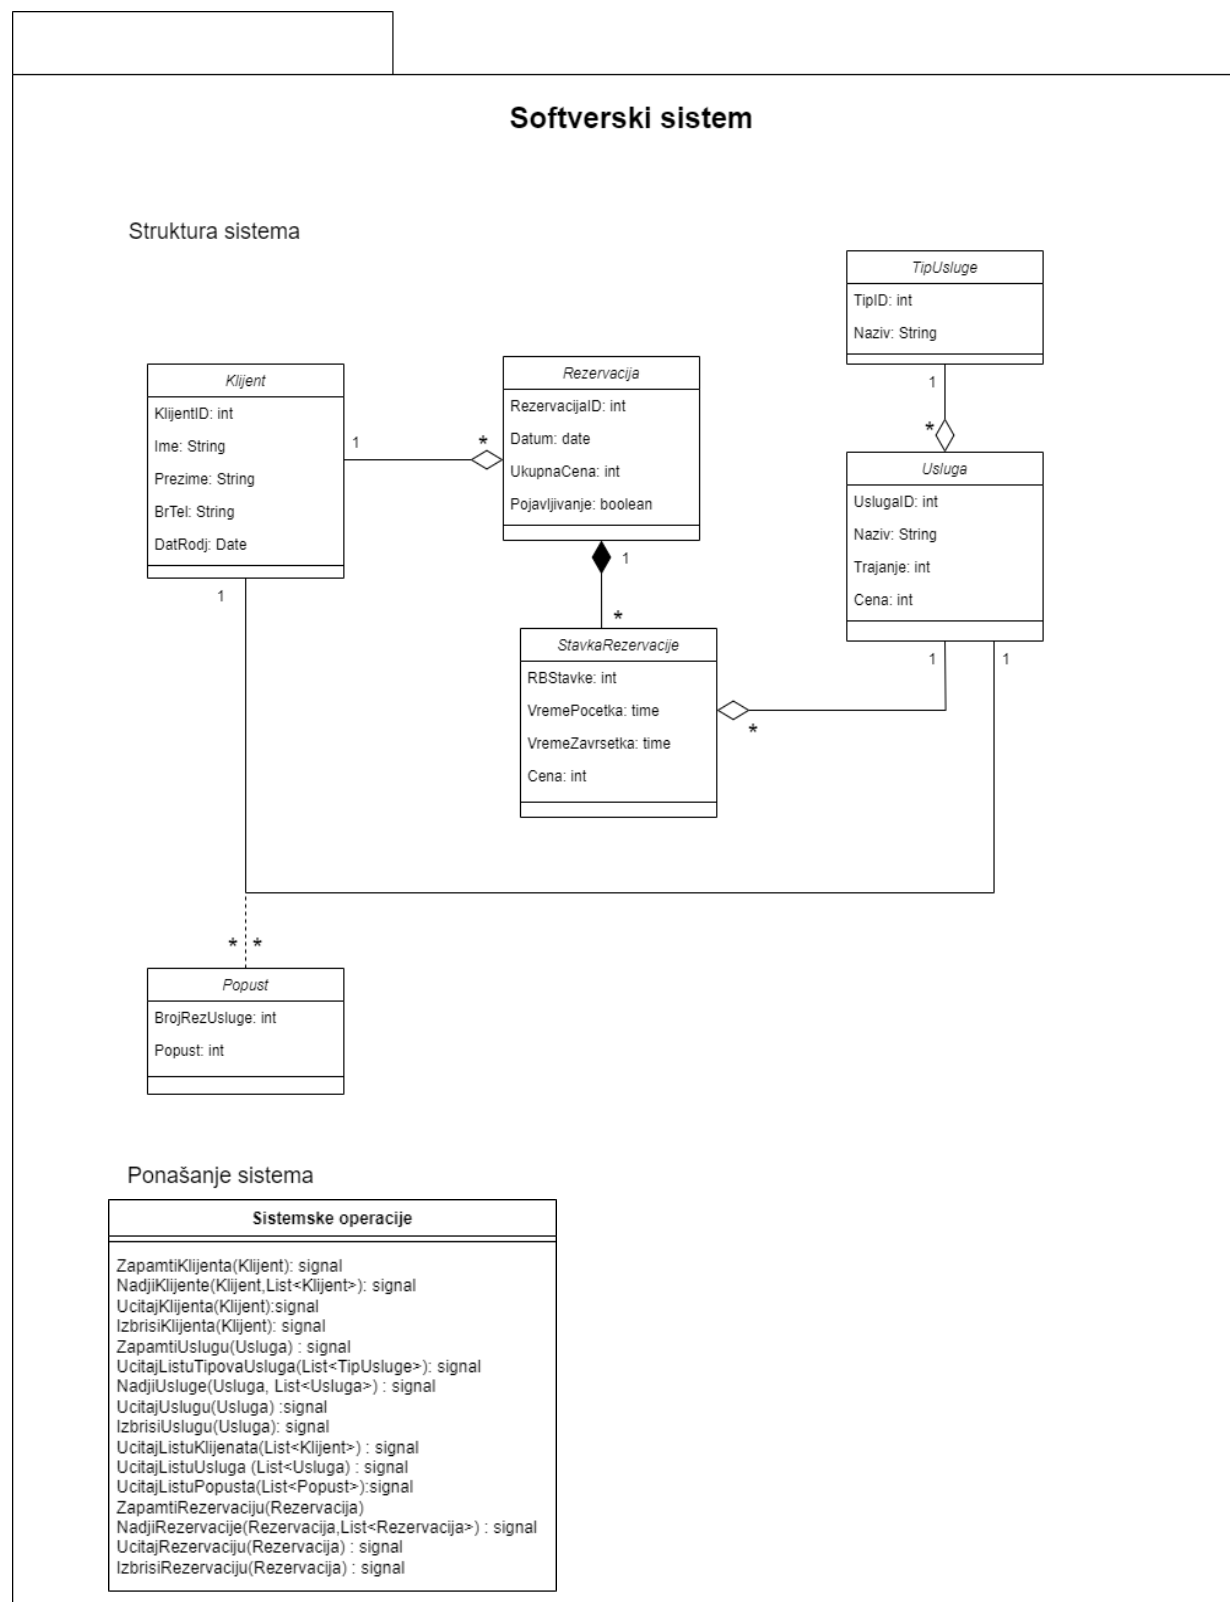 Softverski sistem
Struktura sistema
TipUsluge
TipID: int
Naziv: String
1
*
Klijent
KlijentID: int
Ime: String
Prezime: String
BrTel: String
DatRodj: Date
1
*
Rezervacija
RezervacijaID: int
Datum: date
UkupnaCena: int
Pojavljivanje: boolean
1
*
Usluga
UslugaID: int
Naziv: String
Trajanje: int
Cena: int
1
1
1
StavkaRezervacije
RBStavke: int
VremePocetka: time
VremeZavrsetka: time
Cena: int
*
* *
Popust
BrojRezUsluge: int
Popust: int
Ponašanje sistema
Sistemske operacije
ZapamtiKlijenta(Klijent): signal
NadjiKlijente(Klijent,List<Klijent>): signal
UcitajKlijenta(Klijent):signal
IzbrisiKlijenta(Klijent): signal
ZapamtiUslugu(Usluga) : signal
UcitajListuTipovaUsluga(List<TipUsluge>): signal
NadjiUsluge(Usluga, List<Usluga>) : signal
UcitajUslugu(Usluga) :signal
IzbrisiUslugu(Usluga): signal
UcitajListuKlijenata(List<Klijent>) : signal
UcitajListuUsluga (List<Usluga) : signal
UcitajListuPopusta(List<Popust>):signal
ZapamtiRezervaciju(Rezervacija)
NadjiRezervacije(Rezervacija,List<Rezervacija>) : signal
UcitajRezervaciju(Rezervacija) : signal
IzbrisiRezervaciju(Rezervacija) : signal